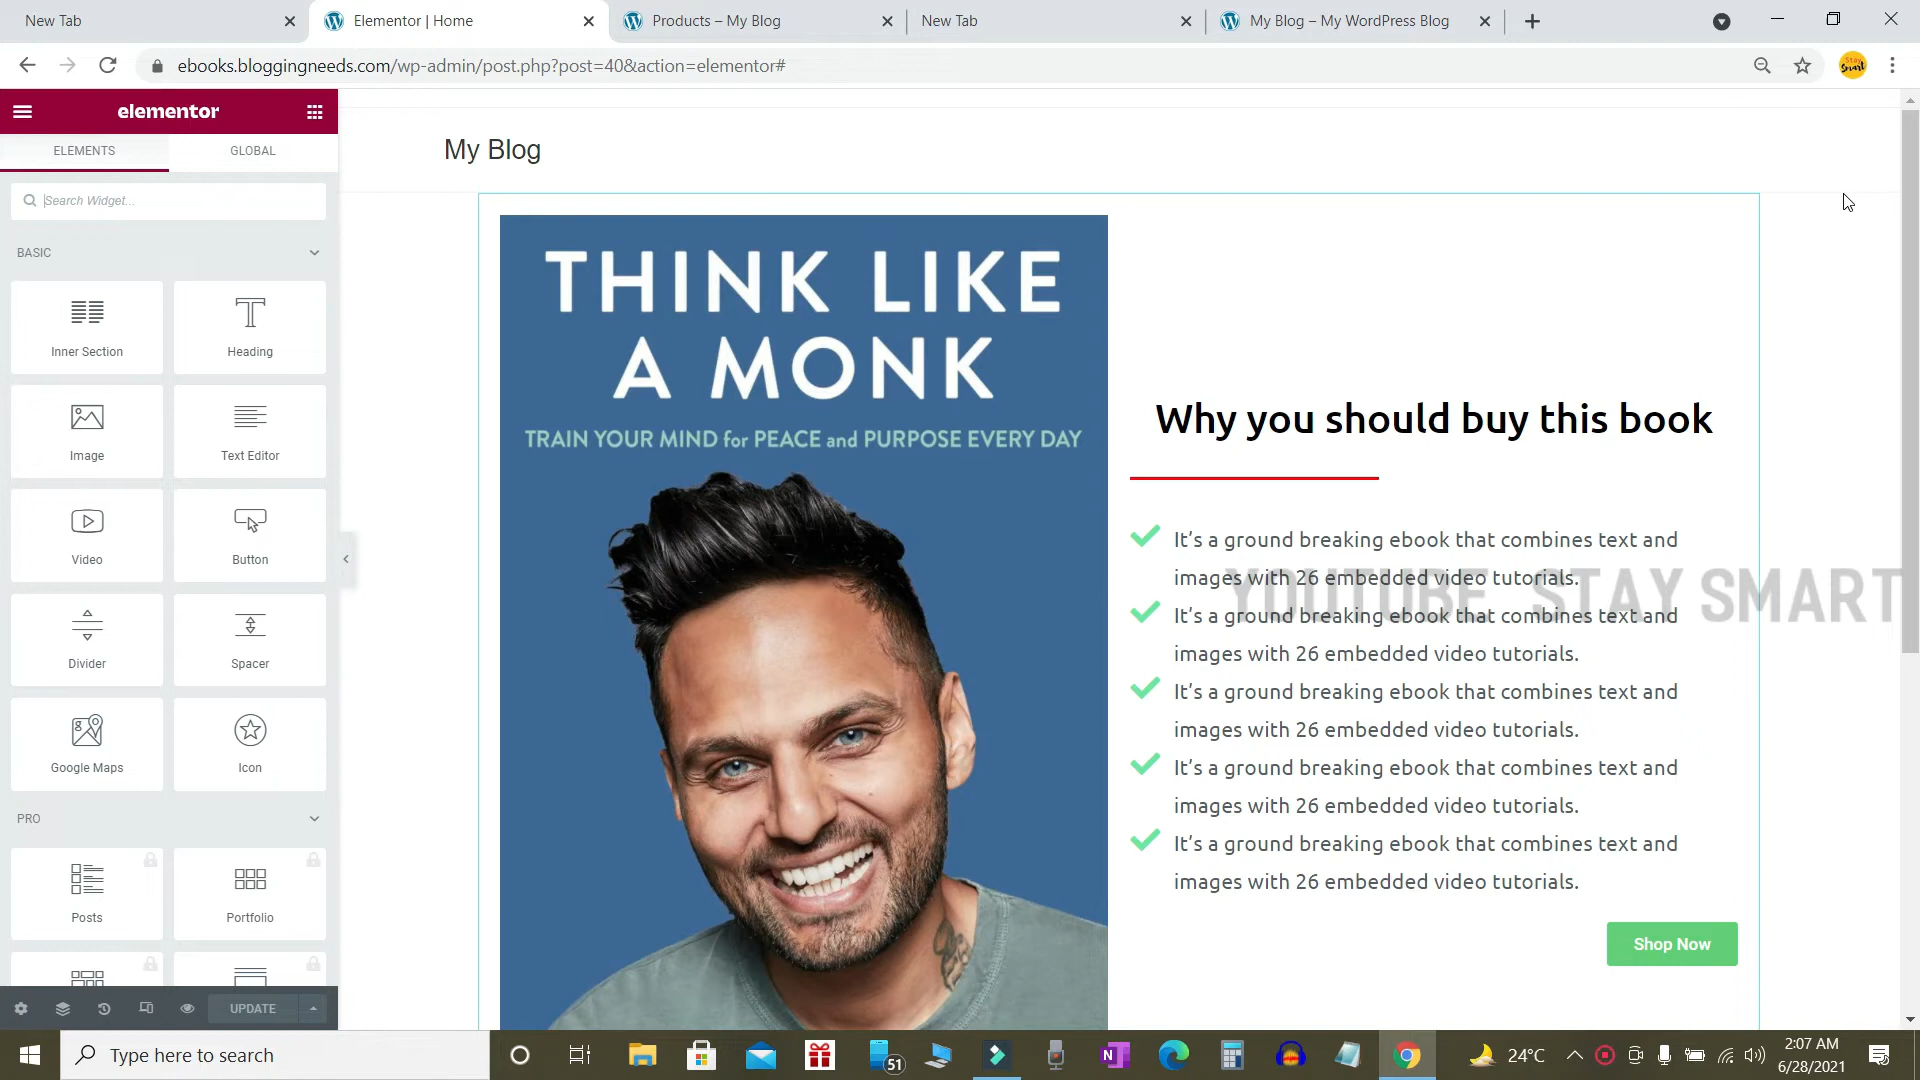 New Tab
Elementor | Home
Products – My Blog
New Tab
My Blog – My WordPress Blog
ebooks.bloggingneeds.com/wp-admin/post.php?post=40&action=elementor#
Stay Smart
elementor
ELEMENTS
GLOBAL
Search Widget...
BASIC
Inner Section
Heading
Image
Text Editor
Video
Button
Divider
Spacer
Google Maps
Icon
PRO
Posts
Portfolio
UPDATE
My Blog
THINK LIKE
A MONK
TRAIN YOUR MIND for PEACE and PURPOSE EVERY DAY
Why you should buy this book
It's a ground breaking ebook that combines text and
images with 26 embedded video tutorials.
It's a ground breaking ebook that combines text and
images with 26 embedded video tutorials.
It's a ground breaking ebook that combines text and
images with 26 embedded video tutorials.
It's a ground breaking ebook that combines text and
images with 26 embedded video tutorials.
It's a ground breaking ebook that combines text and
images with 26 embedded video tutorials.
YOUTUBE STAY SMART
Shop Now
Type here to search
51
24°C
2:07 AM
6/28/2021